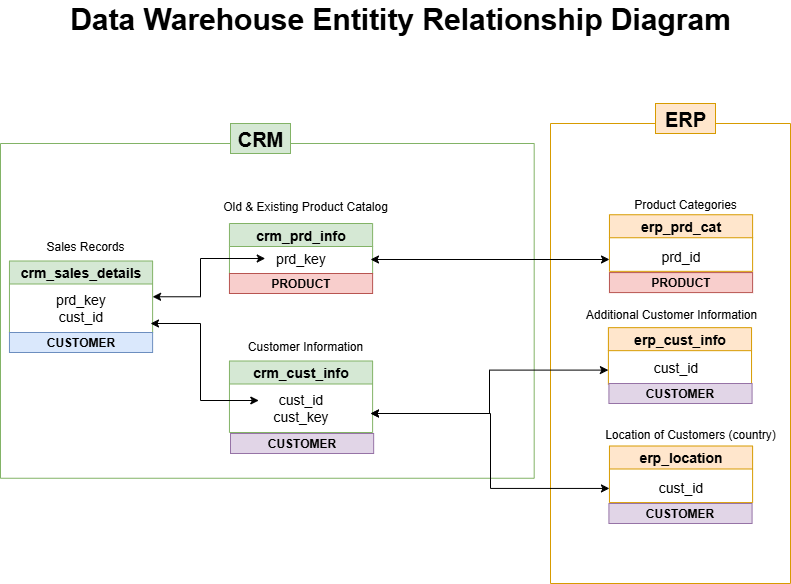 Data Warehouse Entitity Relationship Diagram
CRM
Sales Records
crm_sales_details
prd_key
cust_id
CUSTOMER
Old & Existing Product Catalog
crm_prd_info
prd_key
PRODUCT
Customer Information
crm_cust_info
cust_id
cust_key
CUSTOMER
ERP
Product Categories
erp_prd_cat
prd_id
PRODUCT
Additional Customer Information
erp_cust_info
cust_id
CUSTOMER
Location of Customers (country)
erp_location
cust_id
CUSTOMER